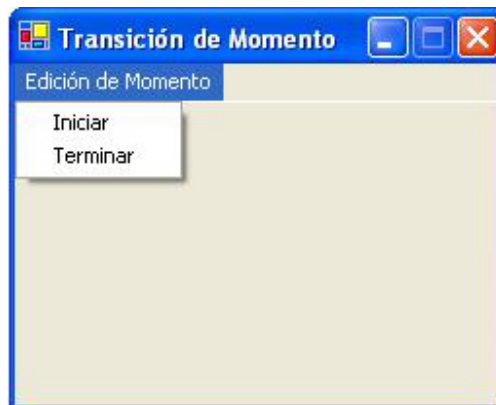 Transición de Momento
Edición de Momento
Iniciar
Terminar